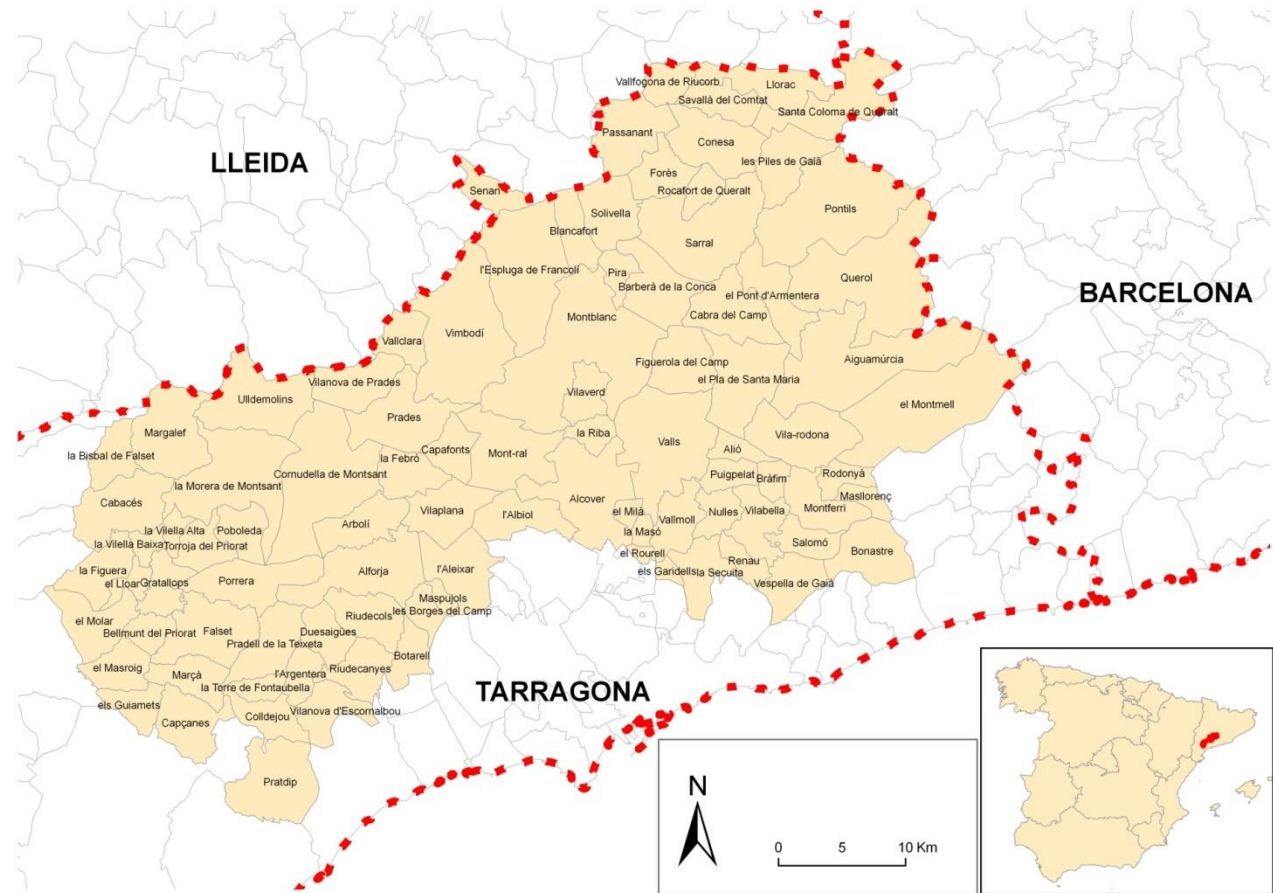 Vallfogona de Riucorb
Llorac
Savallà del Comtat
Santa Coloma de Queralt
Passanant
Conesa
LLEIDA
les Piles de Gaià
Forès
Senan
Rocafort de Queralt
Solivella
Pontils
Blancafort
Sarral
l'Espluga de Francolí
Pira
Querol
Barberà de la Conca
BARCELONA
el Pont d'Armentera
Montblanc
Cabra del Camp
Vimbodí
Vallclara
Figuerola del Camp
Aiguamúrcia
el Pla de Santa Maria
Vilanova de Prades
Vilaverd
Ulldemolins
el Montmell
Prades
Margalef
la Riba
Vila-rodona
Valls
Capafonts
Alió
Mont-ral
la Bisbal de Falset
la Febró
Cornudella de Montsant
Puigpelat
Bràfim
Rodonyà
la Morera de Montsant
Masllorenç
Alcover
Cabacés
Vilaplana
Montferri
el Milà
l'Albiol
Nulles
Vilabella
Vallmoll
Arbolí
la Vilella Alta
Poboleda
la Masó
Salomó
la Vilella Baixa
Torroja del Priorat
el Rourell
Bonastre
Renau
la Figuera
Alforja
l'Aleixar
els Garidells
la Secuita
el Lloar
Gratallops
Porrera
Vespella de Gaià
Maspujols
les Borges del Camp
Riudecols
el Molar
Bellmunt del Priorat
Falset
Duesaigües
Pradell de la Teixeta
Botarell
el Masroig
Marçà
l'Argentera
Riudecanyes
la Torre de Fontaubella
TARRAGONA
els Guiamets
Vilanova d'Escornalbou
Capçanes
Colldejou
Pratdip
N
0 5 10 Km